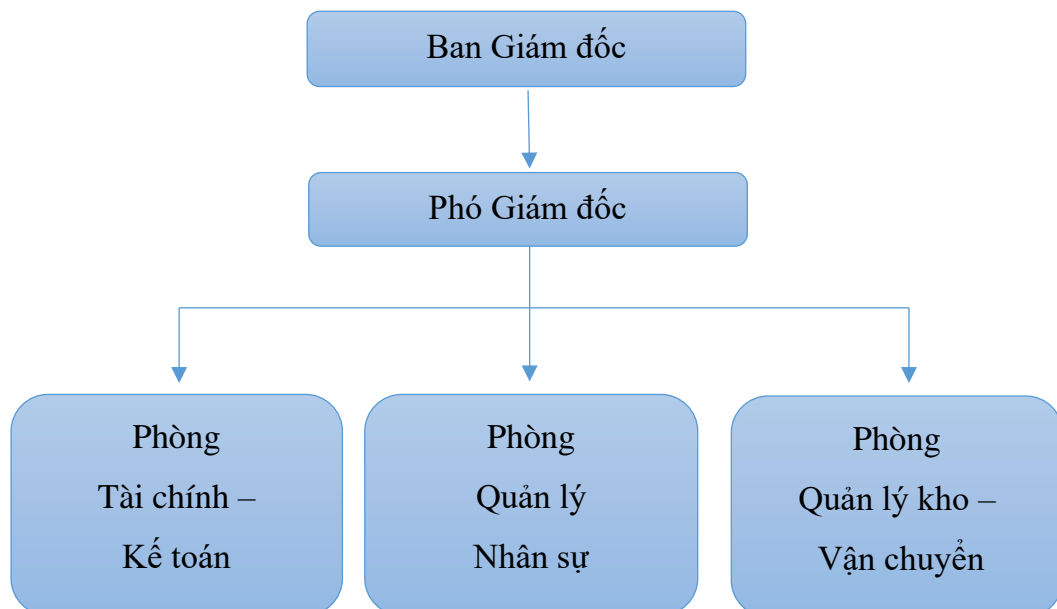 Ban Giám đốc
Phó Giám đốc
Phòng
Tài chính –
Kế toán
Phòng
Quản lý
Nhân sự
Phòng
Quản lý kho –
Vận chuyển